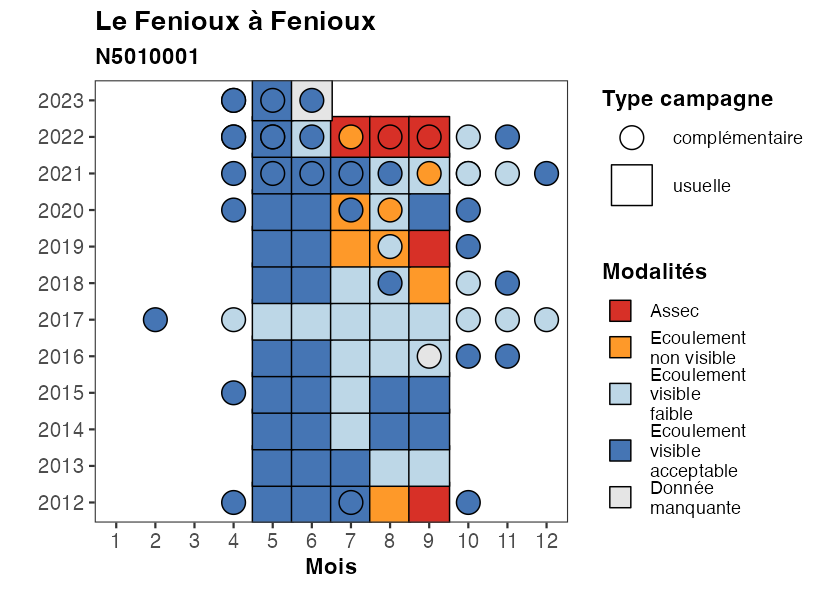 Le Fenioux à Fenioux
N5010001
2023
2022
2021
2020
2019
2018
2017
2016
2015
2014
2013
2012
1 2 3 4 5 6 7 8 9 10 11 12
Mois
Type campagne
complémentaire
usuelle
Modalités
Assec
Ecoulement
non visible
Ecoulement
visible
faible
Ecoulement
visible
acceptable
Donnée
manquante